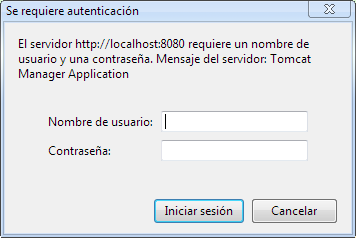 Se requiere autenticación
El servidor http://localhost:8080 requiere un nombre de
usuario y una contraseña. Mensaje del servidor: Tomcat
Manager Application
Nombre de usuario:
Contraseña:
Iniciar sesión Cancelar